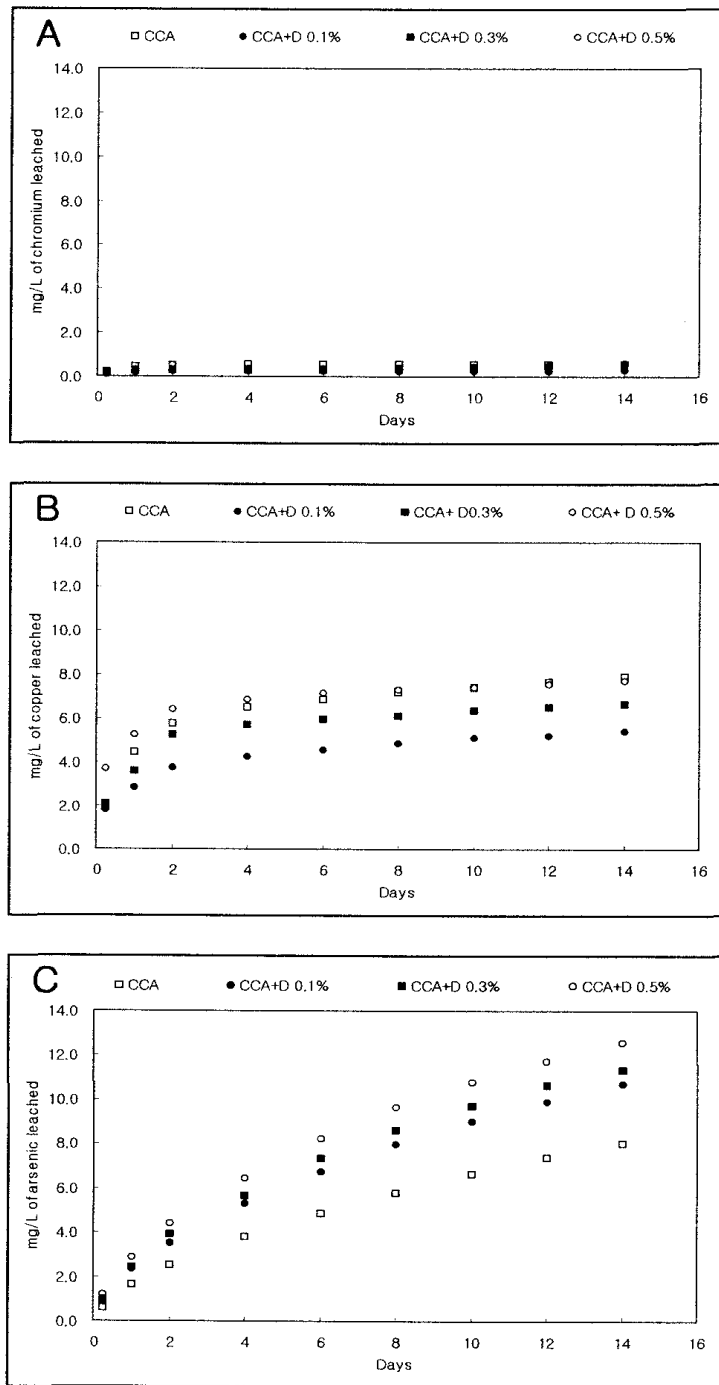 A
□ CCA ● CCA+D 0.1% ■ CCA+D 0.3% ○ CCA+D 0.5%
14.0
12.0
10.0
8.0
6.0
4.0
2.0
0.0
mg/L of chromium leached
0 2 4 6 8 10 12 14 16
Days
B
□ CCA ● CCA+D 0.1% ■ CCA+ D0.3% ○ CCA+ D 0.5%
14.0
12.0
10.0
8.0
6.0
4.0
2.0
0.0
mg/L of copper leached
0 2 4 6 8 10 12 14 16
Days
C
□ CCA ● CCA+D 0.1% ■ CCA+D 0.3% ○ CCA+D 0.5%
14.0
12.0
10.0
8.0
6.0
4.0
2.0
0.0
mg/L of arsenic leached
0 2 4 6 8 10 12 14 16
Days